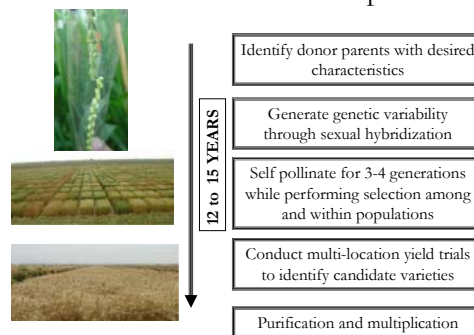 Identify donor parents with desired
characteristics
Generate genetic variability
through sexual hybridization
12 to 15 YEARS
Self pollinate for 3-4 generations
while performing selection among
and within populations
Conduct multi-location yield trials
to identify candidate varieties
Purification and multiplication